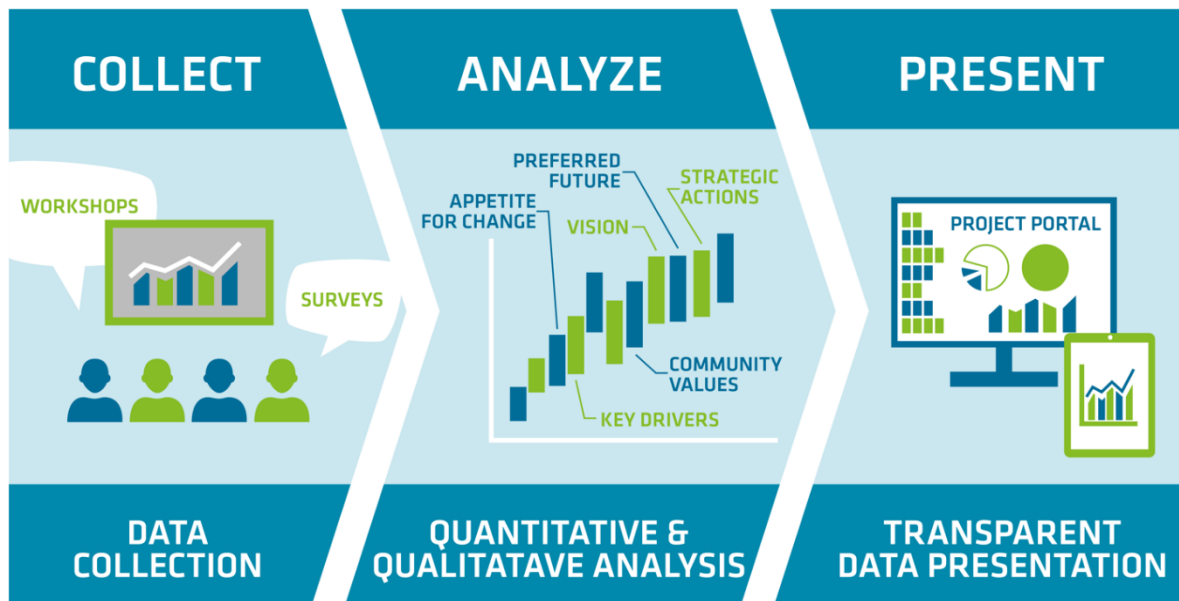 COLLECT
WORKSHOPS
SURVEYS
DATA
COLLECTION
ANALYZE
PREFERRED
FUTURE
STRATEGIC
ACTIONS
APPETITE
FOR CHANGE
VISION
COMMUNITY
VALUES
KEY DRIVERS
QUANTITATIVE &
QUALITATAVE ANALYSIS
PRESENT
PROJECT PORTAL
TRANSPARENT
DATA PRESENTATION